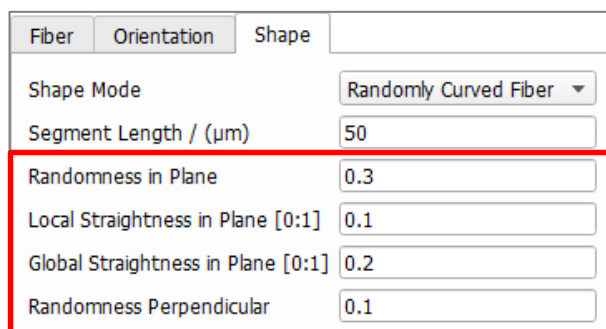 Fiber Orientation Shape
Shape Mode Randomly Curved Fiber
Segment Length / (µm) 50
Randomness in Plane 0.3
Local Straightness in Plane [0:1] 0.1
Global Straightness in Plane [0:1] 0.2
Randomness Perpendicular 0.1